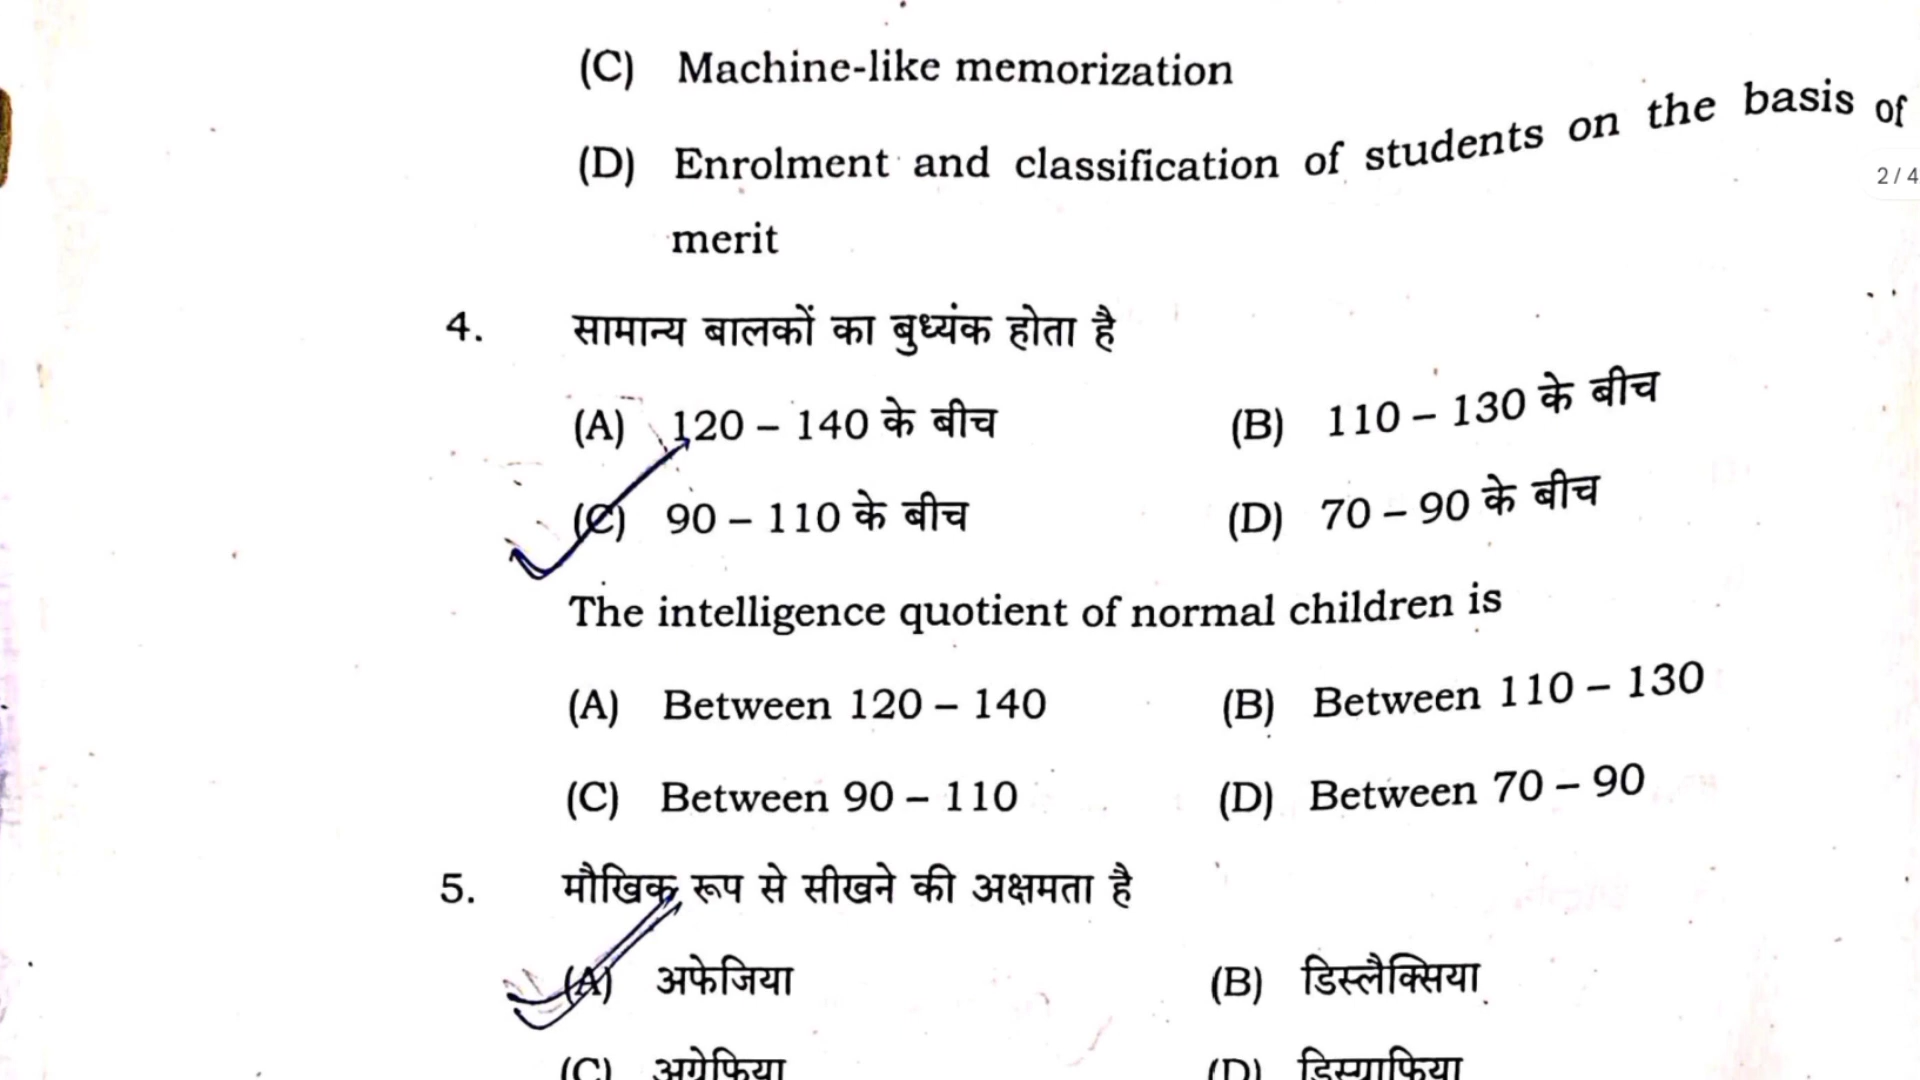 (C) Machine-like memorization
(D) Enrolment and classification of students on the basis of
2 / 4
merit
4. सामान्य बालकों का बुध्यंक होता है
(A) 120 – 140 के बीच (B) 110 – 130 के बीच
(C) 90 – 110 के बीच (D) 70 – 90 के बीच
The intelligence quotient of normal children is
(A) Between 120 – 140 (B) Between 110 – 130
(C) Between 90 – 110 (D) Between 70 – 90
5. मौखिक रूप से सीखने की अक्षमता है
(A) अफेजिया (B) डिस्लैक्सिया
(C) अग्रेफिया (D) डिस्ग्राफिया